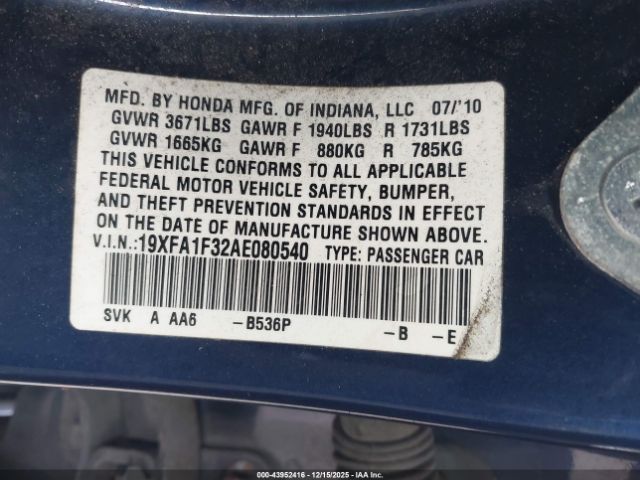 MFD. BY HONDA MFG. OF INDIANA, LLC 07/'10
GVWR 3671LBS GAWR F 1940LBS R 1731LBS
GVWR 1665KG GAWR F 880KG R 785KG
THIS VEHICLE CONFORMS TO ALL APPLICABLE
FEDERAL MOTOR VEHICLE SAFETY, BUMPER,
AND THEFT PREVENTION STANDARDS IN EFFECT
ON THE DATE OF MANUFACTURE SHOWN ABOVE.
V.I.N.:19XFA1F32AE080540 TYPE: PASSENGER CAR
SVK A AA6 -B536P -B -E
000-43952416 - 12/15/2025 - IAA Inc.